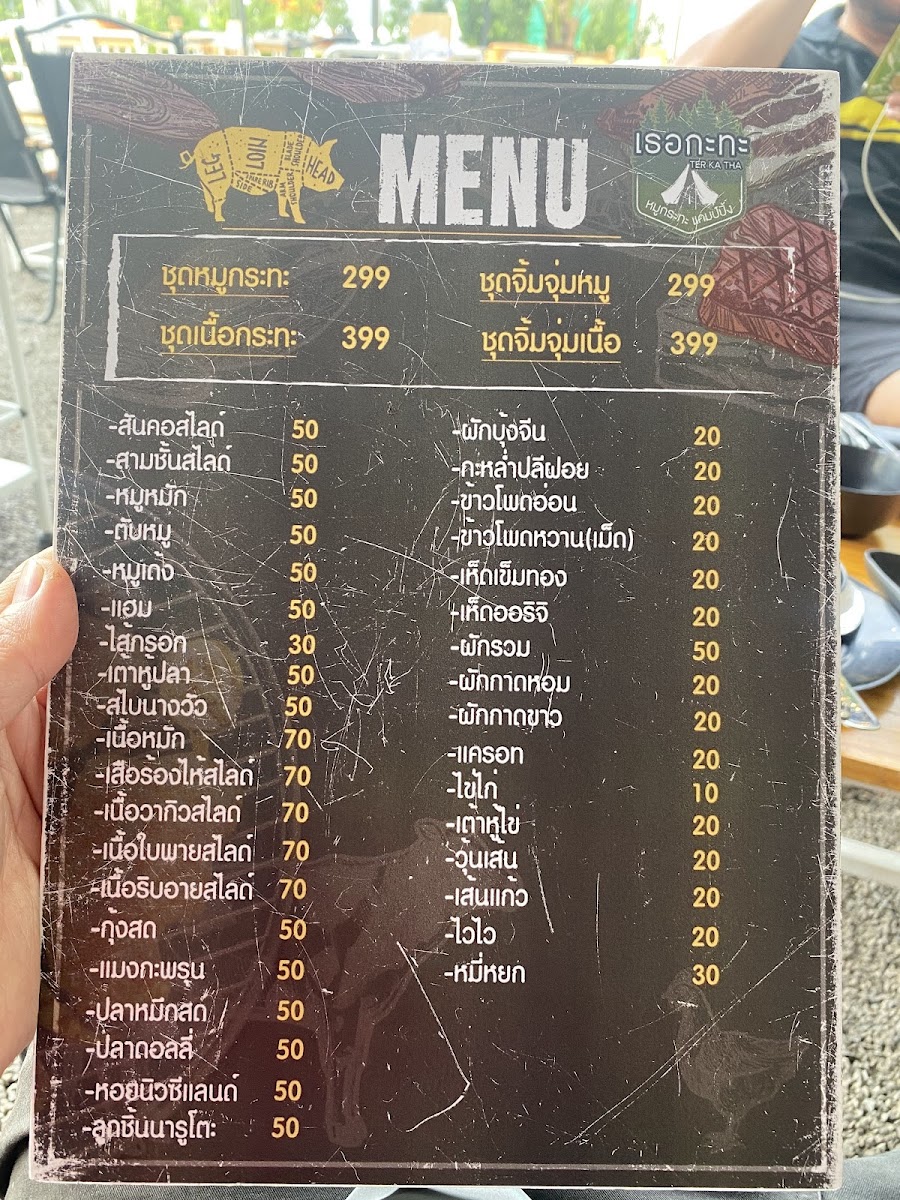 LEG
LOIN
SIDE
SPARE RIB
BLADE SHOULDER
ARM SHOULDER
HEAD
MENU
เธอกะทะ
TER KA THA
หมูกระทะ แคมป์ปิ้ง
ชุดหมูกระทะ 299
ชุดจิ้มจุ่มหมู 299
ชุดเนื้อกระทะ 399
ชุดจิ้มจุ่มเนื้อ 399
-สันคอสไลด์ 50
-สามชั้นสไลด์ 50
-หมูหมัก 50
-ตับหมู 50
-หมูเด้ง 50
-แฮม 50
-ไส้กรอก 30
-เต้าหู้ปลา 50
-สไบนางวัว 50
-เนื้อหมัก 70
-เสือร้องไห้สไลด์ 70
-เนื้อวากิวสไลด์ 70
-เนื้อใบพายสไลด์ 70
-เนื้อริบอายสไลด์ 70
-กุ้งสด 50
-แมงกะพรุน 50
-ปลาหมึกสด 50
-ปลาดอลลี่ 50
-หอยนิวซีแลนด์ 50
-ลูกชิ้นนารูโตะ 50
-ผักบุ้งจีน 20
-กะหล่ำปลีฝอย 20
-ข้าวโพดอ่อน 20
-ข้าวโพดหวาน(เม็ด) 20
-เห็ดเข็มทอง 20
-เห็ดออริจิ 20
-ผักรวม 50
-ผักกาดหอม 20
-ผักกาดขาว 20
-แครอท 20
-ไข่ไก่ 10
-เต้าหู้ไข่ 20
-วุ้นเส้น 20
-เส้นแก้ว 20
-ไวไว 20
-หมี่หยก 30